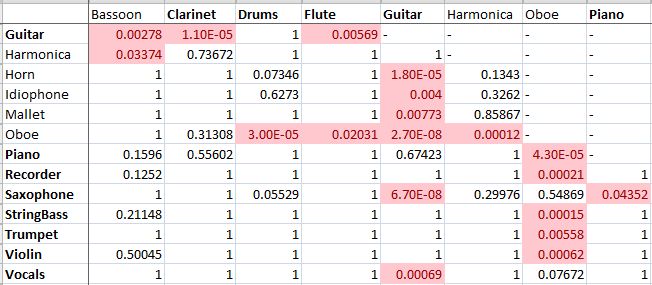 Bassoon Clarinet Drums Flute Guitar Harmonica Oboe Piano
Guitar 0.00278 1.10E-05 1 0.00569 - - - -
Harmonica 0.03374 0.73672 1 1 1 - - -
Horn 1 1 0.07346 1 1.80E-05 0.1343 - -
Idiophone 1 1 0.6273 1 0.004 0.3262 - -
Mallet 1 1 1 1 0.00773 0.85867 - -
Oboe 1 0.31308 3.00E-05 0.02031 2.70E-08 0.00012 - -
Piano 0.1596 0.55602 1 1 0.67423 1 4.30E-05 -
Recorder 0.1252 1 1 1 1 1 0.00021 1
Saxophone 1 1 0.05529 1 6.70E-08 0.29976 0.54869 0.04352
StringBass 0.21148 1 1 1 1 1 0.00015 1
Trumpet 1 1 1 1 1 1 0.00558 1
Violin 0.50045 1 1 1 1 1 0.00062 1
Vocals 1 1 1 1 0.00069 1 0.07672 1